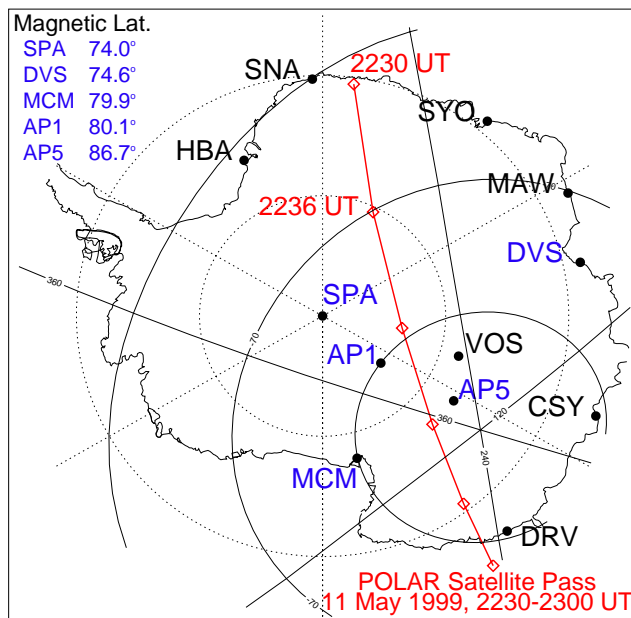 Magnetic Lat.
SPA 74.0°
DVS 74.6°
MCM 79.9°
AP1 80.1°
AP5 86.7°
SNA
2230 UT
SYO
HBA
MAW
2236 UT
DVS
360
SPA
-70
AP1
VOS
AP5
CSY
360
120
240
MCM
DRV
POLAR Satellite Pass
11 May 1999, 2230-2300 UT
-70